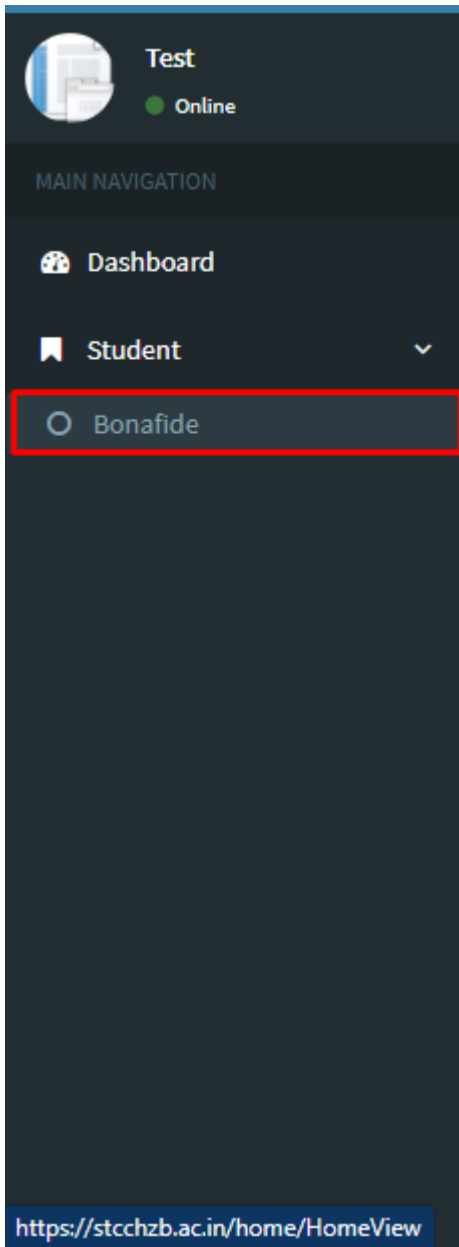 Test
Online
MAIN NAVIGATION
Dashboard
Student
Bonafide
https://stcchzb.ac.in/home/HomeView